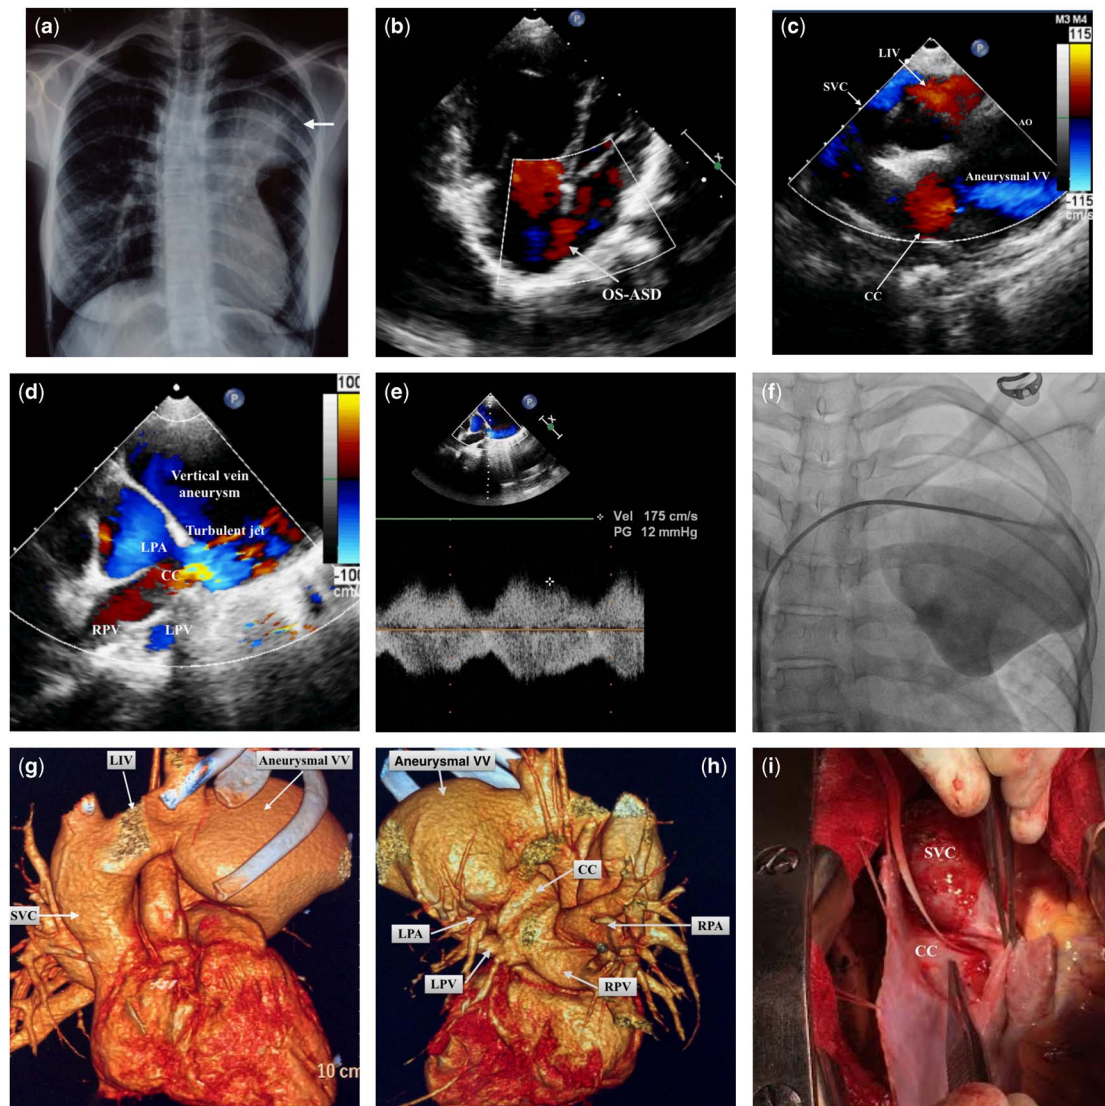 (a)
(b)
P
OS-ASD
(c)
M3 M4
115
-115
cm/s
LIV
SVC
AO
P
Aneurysmal VV
CC
(d)
P
100
-100
cm/s
Vertical vein
aneurysm
Turbulent jet
LPA
CC
RPV
LPV
(e)
P
Vel 175 cm/s
PG 12 mmHg
(f)
(g)
LIV
Aneurysmal VV
SVC
10 cm
(h)
Aneurysmal VV
CC
LPA
RPA
LPV
RPV
(i)
SVC
CC